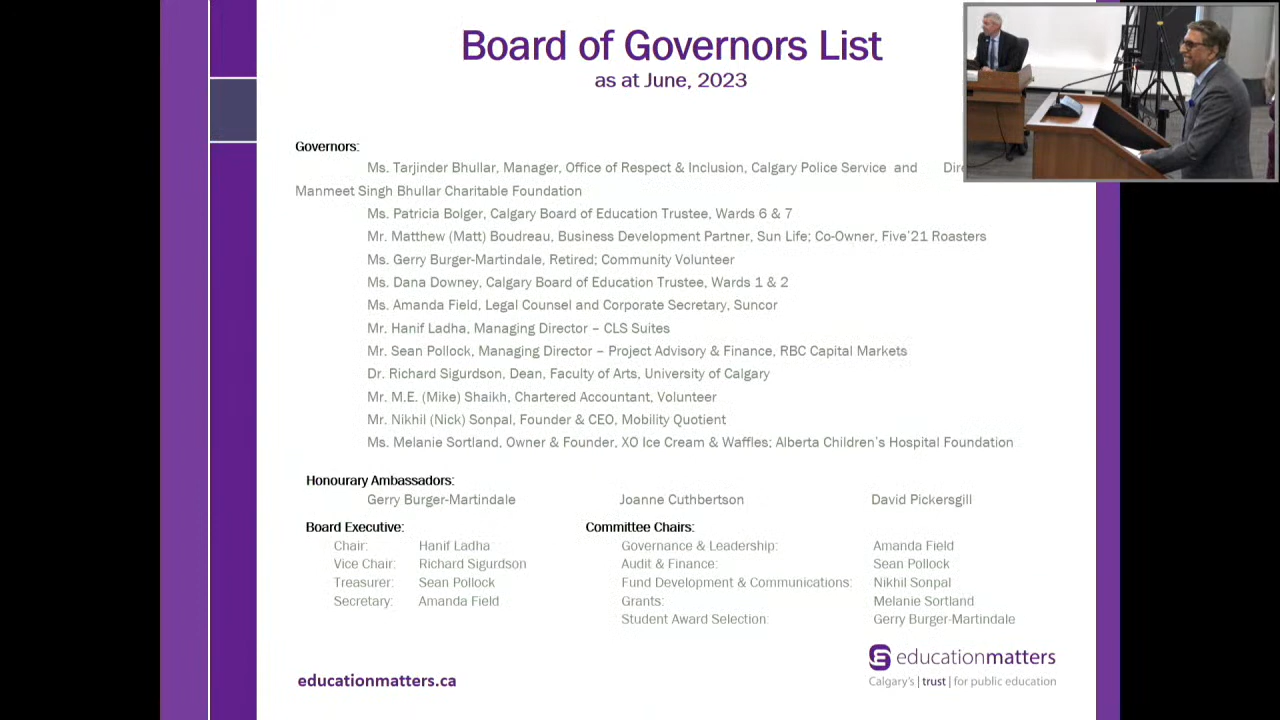 Board of Governors List
as at June, 2023
Governors:
Ms. Tarjinder Bhullar, Manager, Office of Respect & Inclusion, Calgary Police Service and
Manmeet Singh Bhullar Charitable Foundation
Ms. Patricia Bolger, Calgary Board of Education Trustee, Wards 6 & 7
Mr. Matthew (Matt) Boudreau, Business Development Partner, Sun Life; Co-Owner, Five'21 Roasters
Ms. Gerry Burger-Martindale, Retired; Community Volunteer
Ms. Dana Downey, Calgary Board of Education Trustee, Wards 1 & 2
Ms. Amanda Field, Legal Counsel and Corporate Secretary, Suncor
Mr. Hanif Ladha, Managing Director – CLS Suites
Mr. Sean Pollock, Managing Director – Project Advisory & Finance, RBC Capital Markets
Dr. Richard Sigurdson, Dean, Faculty of Arts, University of Calgary
Mr. M.E. (Mike) Shaikh, Chartered Accountant, Volunteer
Mr. Nikhil (Nick) Sonpal, Founder & CEO, Mobility Quotient
Ms. Melanie Sortland, Owner & Founder, XO Ice Cream & Waffles; Alberta Children's Hospital Foundation
Honourary Ambassadors:
Gerry Burger-Martindale Joanne Cuthbertson David Pickersgill
Board Executive: Committee Chairs:
Chair: Hanif Ladha Governance & Leadership: Amanda Field
Vice Chair: Richard Sigurdson Audit & Finance: Sean Pollock
Treasurer: Sean Pollock Fund Development & Communications: Nikhil Sonpal
Secretary: Amanda Field Grants: Melanie Sortland
Student Award Selection: Gerry Burger-Martindale
educationmatters
Calgary's | trust | for public education
educationmatters.ca